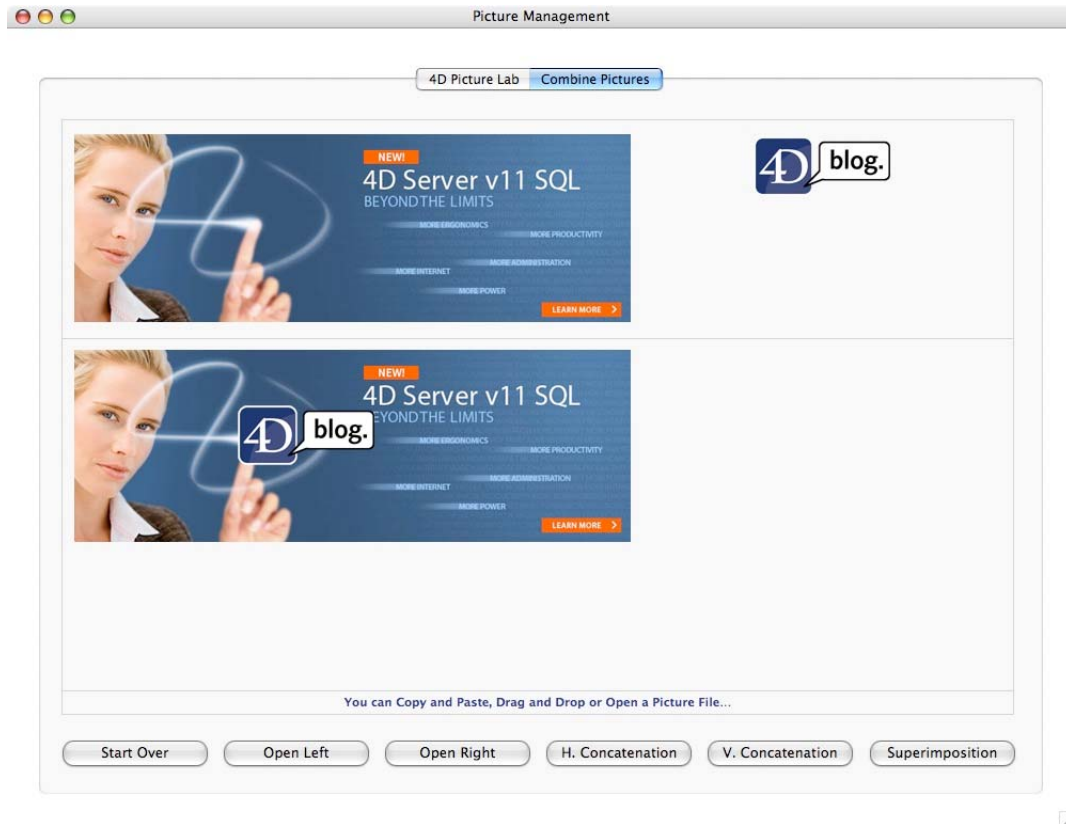 Picture Management
4D Picture Lab
Combine Pictures
NEW!
4D Server v11 SQL
BEYOND THE LIMITS
MORE ERGONOMICS
MORE PRODUCTIVITY
MORE ADMINISTRATION
MORE INTERNET
MORE POWER
LEARN MORE
4D blog.
NEW!
4D Server v11 SQL
EYOND THE LIMITS
4D blog.
MORE ERGONOMICS
MORE PRODUCTIVITY
MORE ADMINISTRATION
MORE INTERNET
MORE POWER
LEARN MORE
You can Copy and Paste, Drag and Drop or Open a Picture File...
Start Over
Open Left
Open Right
H. Concatenation
V. Concatenation
Superimposition